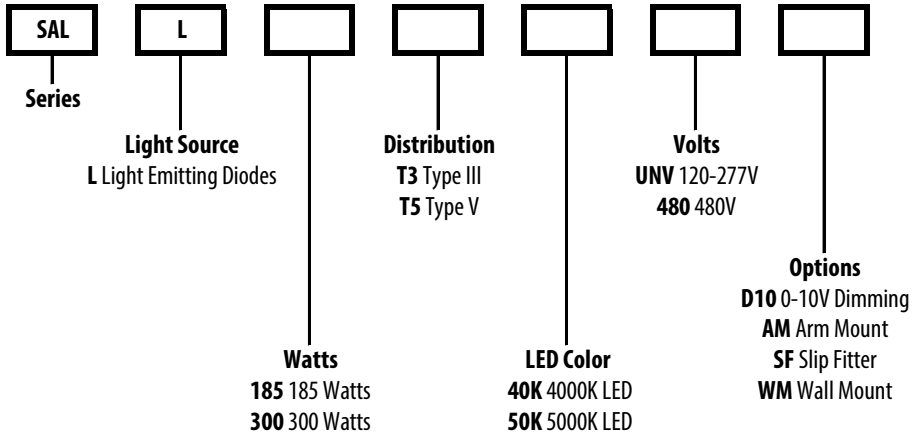 SAL
L
Series
Light Source
L Light Emitting Diodes
Distribution
T3 Type III
T5 Type V
Volts
UNV 120-277V
480 480V
Options
D10 0-10V Dimming
AM Arm Mount
SF Slip Fitter
WM Wall Mount
Watts
185 185 Watts
300 300 Watts
LED Color
40K 4000K LED
50K 5000K LED